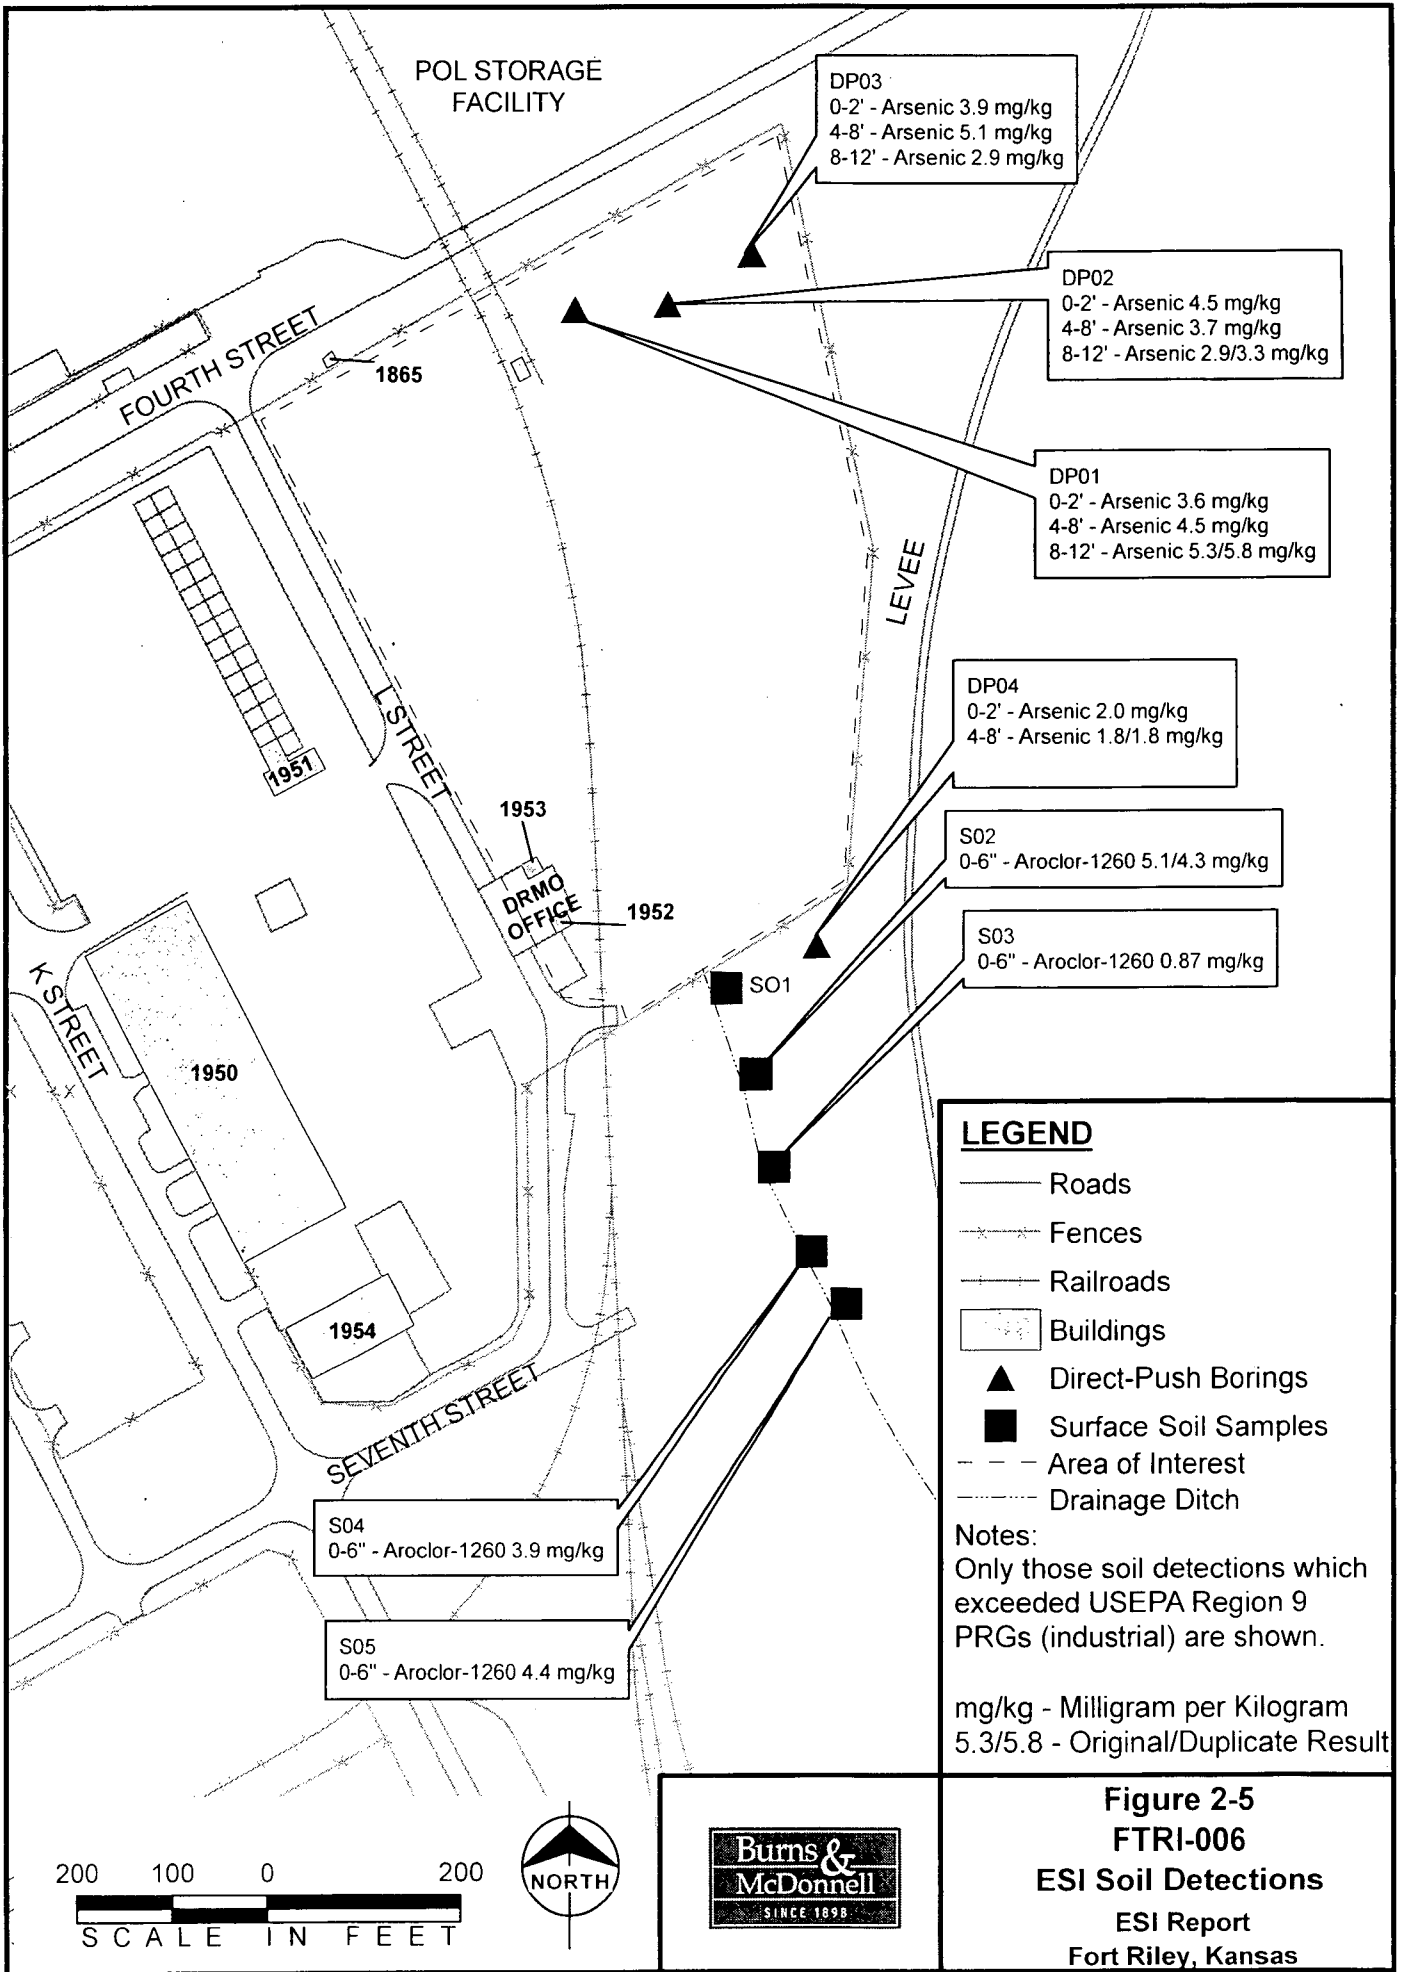 POL STORAGE
FACILITY
DP03
0-2' - Arsenic 3.9 mg/kg
4-8' - Arsenic 5.1 mg/kg
8-12' - Arsenic 2.9 mg/kg
DP02
0-2' - Arsenic 4.5 mg/kg
4-8' - Arsenic 3.7 mg/kg
8-12' - Arsenic 2.9/3.3 mg/kg
FOURTH STREET
1865
DP01
0-2' - Arsenic 3.6 mg/kg
4-8' - Arsenic 4.5 mg/kg
8-12' - Arsenic 5.3/5.8 mg/kg
LEVEE
L STREET
DP04
0-2' - Arsenic 2.0 mg/kg
4-8' - Arsenic 1.8/1.8 mg/kg
1951
1953
S02
0-6" - Aroclor-1260 5.1/4.3 mg/kg
DRMO
OFFICE
1952
S03
0-6" - Aroclor-1260 0.87 mg/kg
SO1
K STREET
1950
1954
SEVENTH STREET
S04
0-6" - Aroclor-1260 3.9 mg/kg
S05
0-6" - Aroclor-1260 4.4 mg/kg
LEGEND
Roads
Fences
Railroads
Buildings
Direct-Push Borings
Surface Soil Samples
Area of Interest
Drainage Ditch
Notes:
Only those soil detections which
exceeded USEPA Region 9
PRGs (industrial) are shown.
mg/kg - Milligram per Kilogram
5.3/5.8 - Original/Duplicate Result
200 100 0 200
SCALE IN FEET
NORTH
Burns &
McDonnell
SINCE 1898
Figure 2-5
FTRI-006
ESI Soil Detections
ESI Report
Fort Riley, Kansas